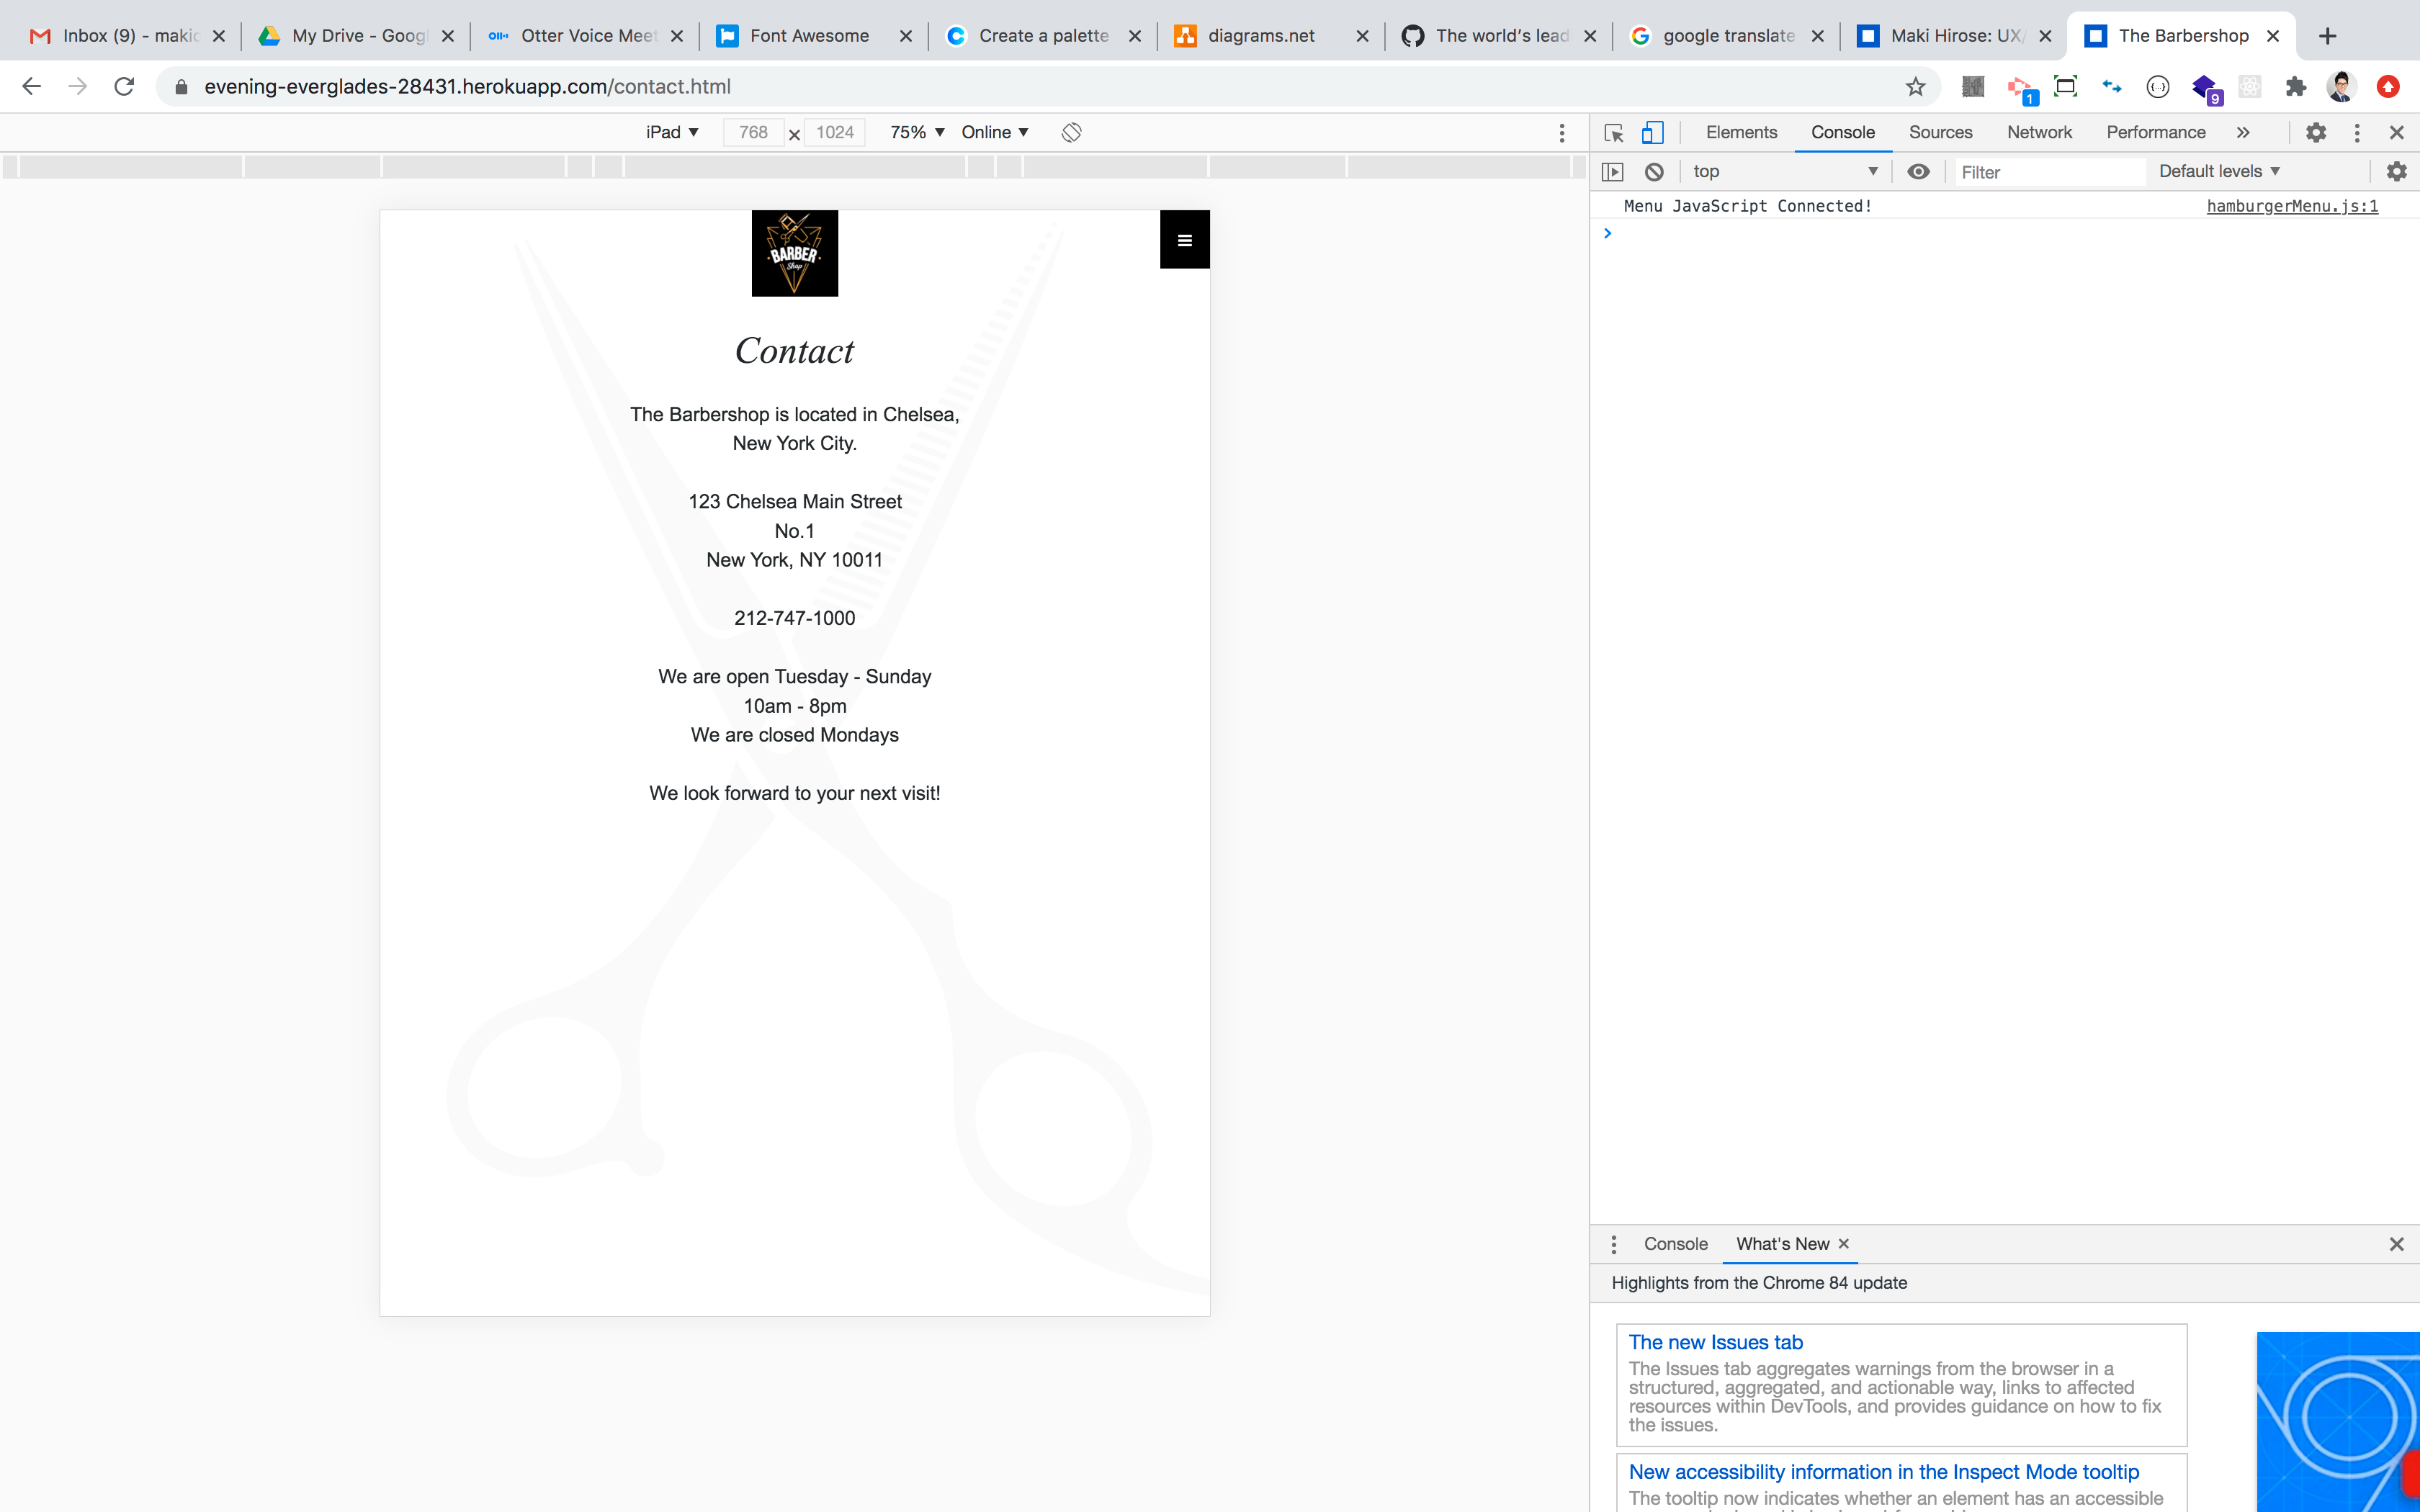 Inbox (9) - maki
My Drive - Goog
Otter Voice Meet
Font Awesome
Create a palette
diagrams.net
The world's lead
google translate
Maki Hirose: UX/
The Barbershop
evening-everglades-28431.herokuapp.com/contact.html
1
9
iPad 768 1024 75% Online
Elements Console Sources Network Performance
top Filter Default levels
Menu JavaScript Connected! hamburgerMenu.js:1
BARBER
Shop
Contact
The Barbershop is located in Chelsea,
New York City.
123 Chelsea Main Street
No.1
New York, NY 10011
212-747-1000
We are open Tuesday - Sunday
10am - 8pm
We are closed Mondays
We look forward to your next visit!
Console What's New
Highlights from the Chrome 84 update
The new Issues tab
The Issues tab aggregates warnings from the browser in a
structured, aggregated, and actionable way, links to affected
resources within DevTools, and provides guidance on how to fix
the issues.
New accessibility information in the Inspect Mode tooltip
The tooltip now indicates whether an element has an accessible